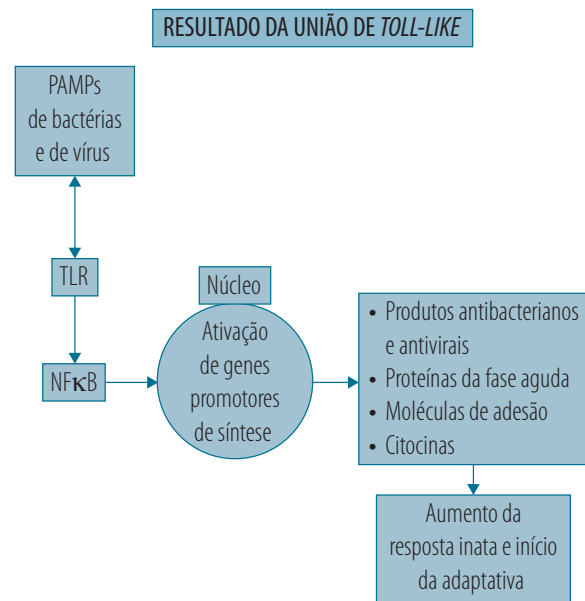 RESULTADO DA UNIÃO DE TOLL-LIKE
PAMPs
de bactérias
e de vírus
TLR
NFκB
Núcleo
Ativação
de genes
promotores
de síntese
• Produtos antibacterianos
e antivirais
• Proteínas da fase aguda
• Moléculas de adesão
• Citocinas
Aumento da
resposta inata e início
da adaptativa